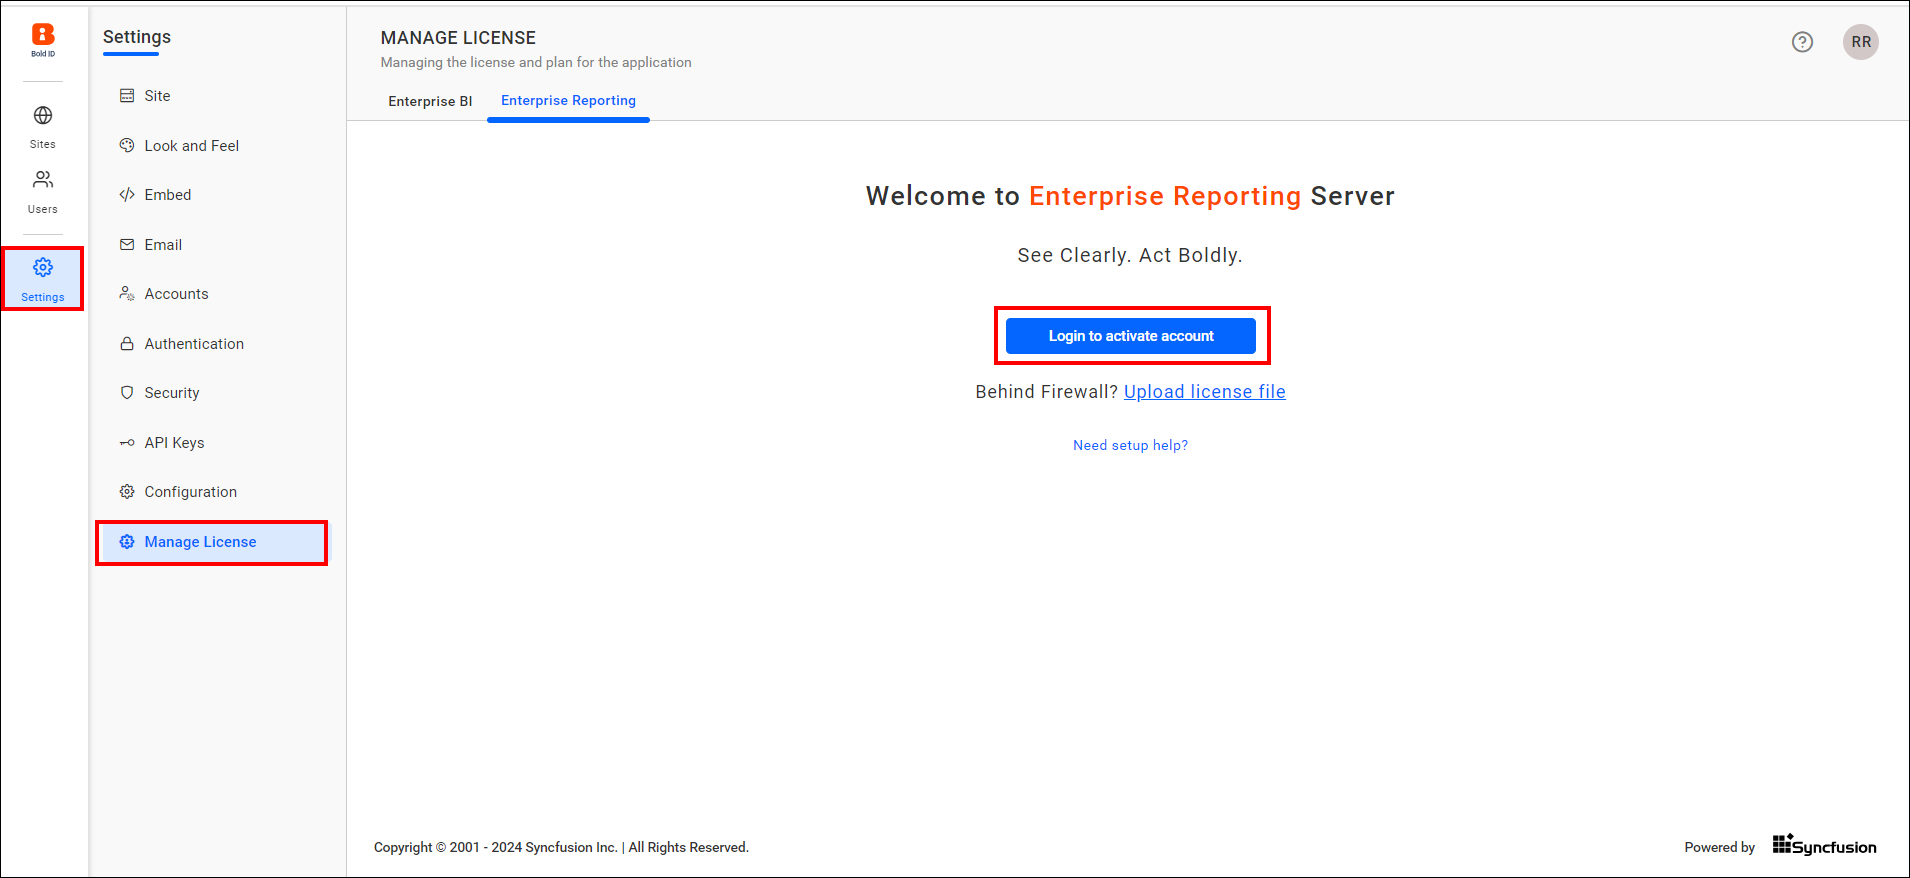 Bold ID
Sites
Users
Settings
Settings
Site
Look and Feel
Embed
Email
Accounts
Authentication
Security
API Keys
Configuration
Manage License
MANAGE LICENSE
Managing the license and plan for the application
RR
Enterprise BI
Enterprise Reporting
Welcome to Enterprise Reporting Server
See Clearly. Act Boldly.
Login to activate account
Behind Firewall? Upload license file
Need setup help?
Copyright © 2001 - 2024 Syncfusion Inc. | All Rights Reserved.
Powered by Syncfusion